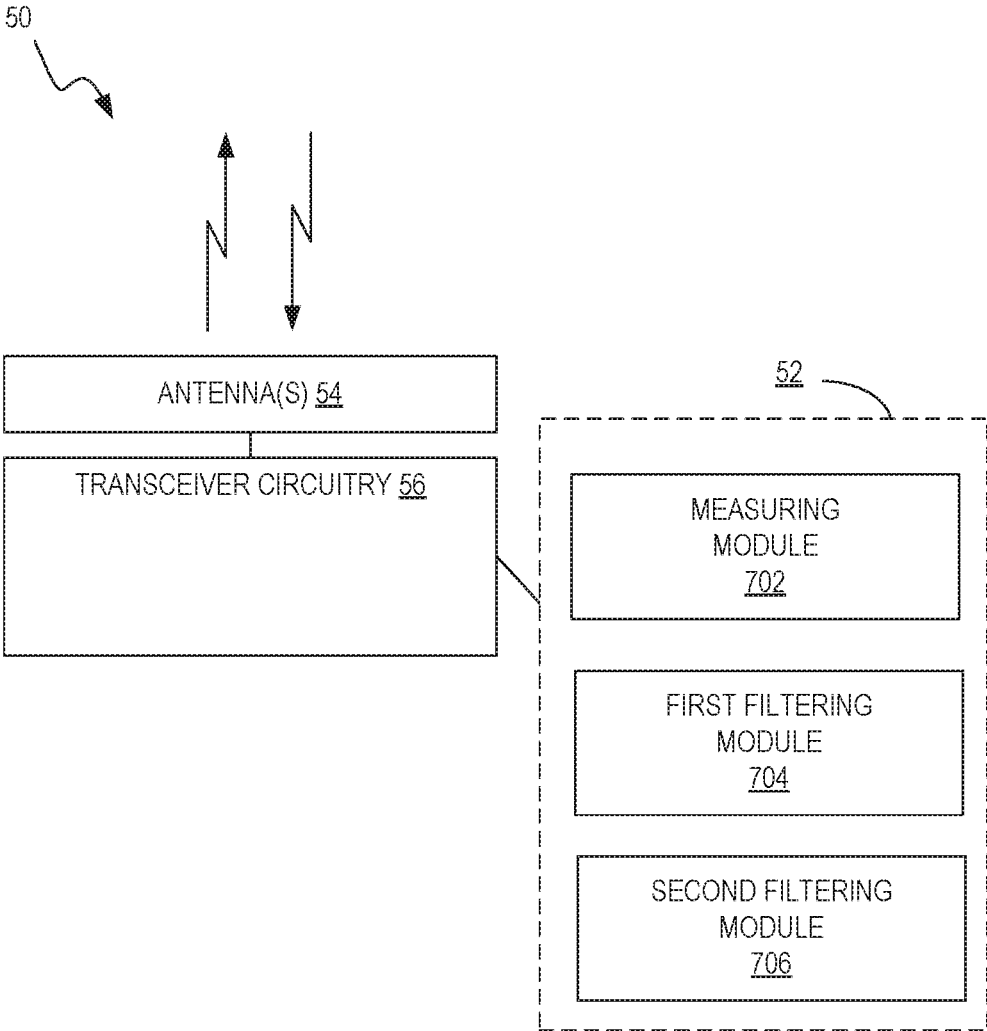 50
ANTENNA(S) 54
52
TRANSCEIVER CIRCUITRY 56
MEASURING
MODULE
702
FIRST FILTERING
MODULE
704
SECOND FILTERING
MODULE
706